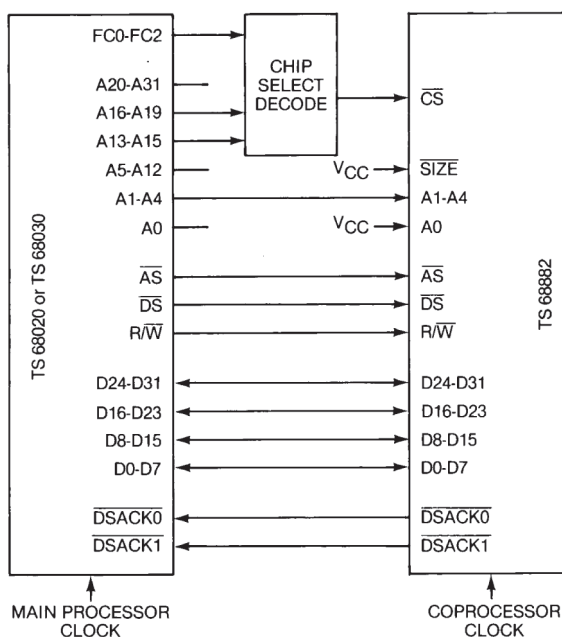 FC0-FC2
A20-A31
A16-A19
A13-A15
A5-A12
A1-A4
A0
AS
DS
R/W
D24-D31
D16-D23
D8-D15
D0-D7
DSACK0
DSACK1
TS 68020 or TS 68030
MAIN PROCESSOR
CLOCK
CHIP
SELECT
DECODE
VCC
VCC
CS
SIZE
A1-A4
A0
AS
DS
R/W
D24-D31
D16-D23
D8-D15
D0-D7
DSACK0
DSACK1
TS 68882
COPROCESSOR
CLOCK